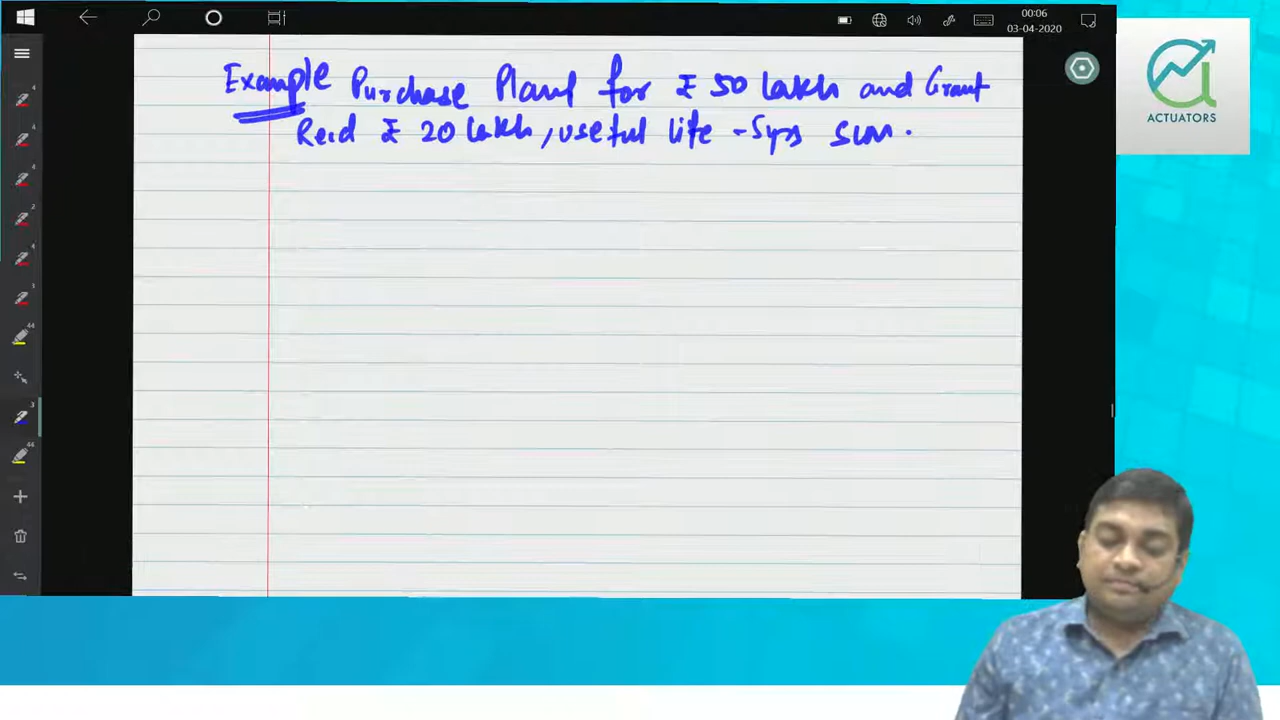 00:06
03-04-2020
ACTUATORS
Example Purchase Plant for ₹ 50 lakh and Grant
Recd ₹ 20 lakh, useful life - 5yrs SLM.